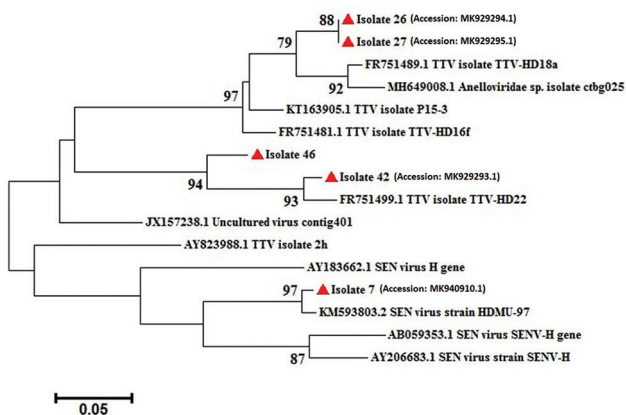 88
Isolate 26 (Accession: MK929294.1)
79
Isolate 27 (Accession: MK929295.1)
FR751489.1 TTV isolate TTV-HD18a
92
MH649008.1 Anelloviridae sp. isolate ctbg025
97
KT163905.1 TTV isolate P15-3
FR751481.1 TTV isolate TTV-HD16f
Isolate 46
94
Isolate 42 (Accession: MK929293.1)
93
FR751499.1 TTV isolate TTV-HD22
JX157238.1 Uncultured virus contig401
AY823988.1 TTV isolate 2h
AY183662.1 SEN virus H gene
97
Isolate 7 (Accession: MK940910.1)
KM593803.2 SEN virus strain HDMU-97
AB059353.1 SEN virus SENV-H gene
87
AY206683.1 SEN virus strain SENV-H
0.05